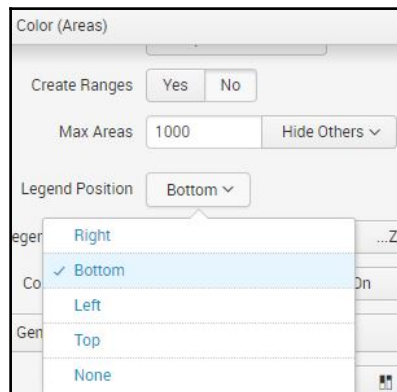 Color (Areas)
Create Ranges Yes No
Max Areas 1000 Hide Others
Legend Position Bottom
Right ...Z
Bottom
Left
Top
None